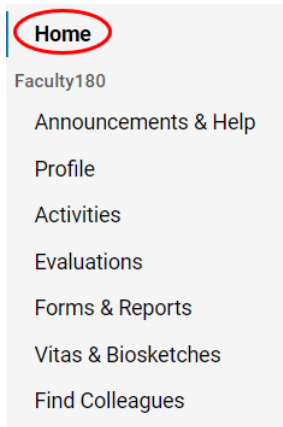 Home
Faculty180
Announcements & Help
Profile
Activities
Evaluations
Forms & Reports
Vitas & Biosketches
Find Colleagues